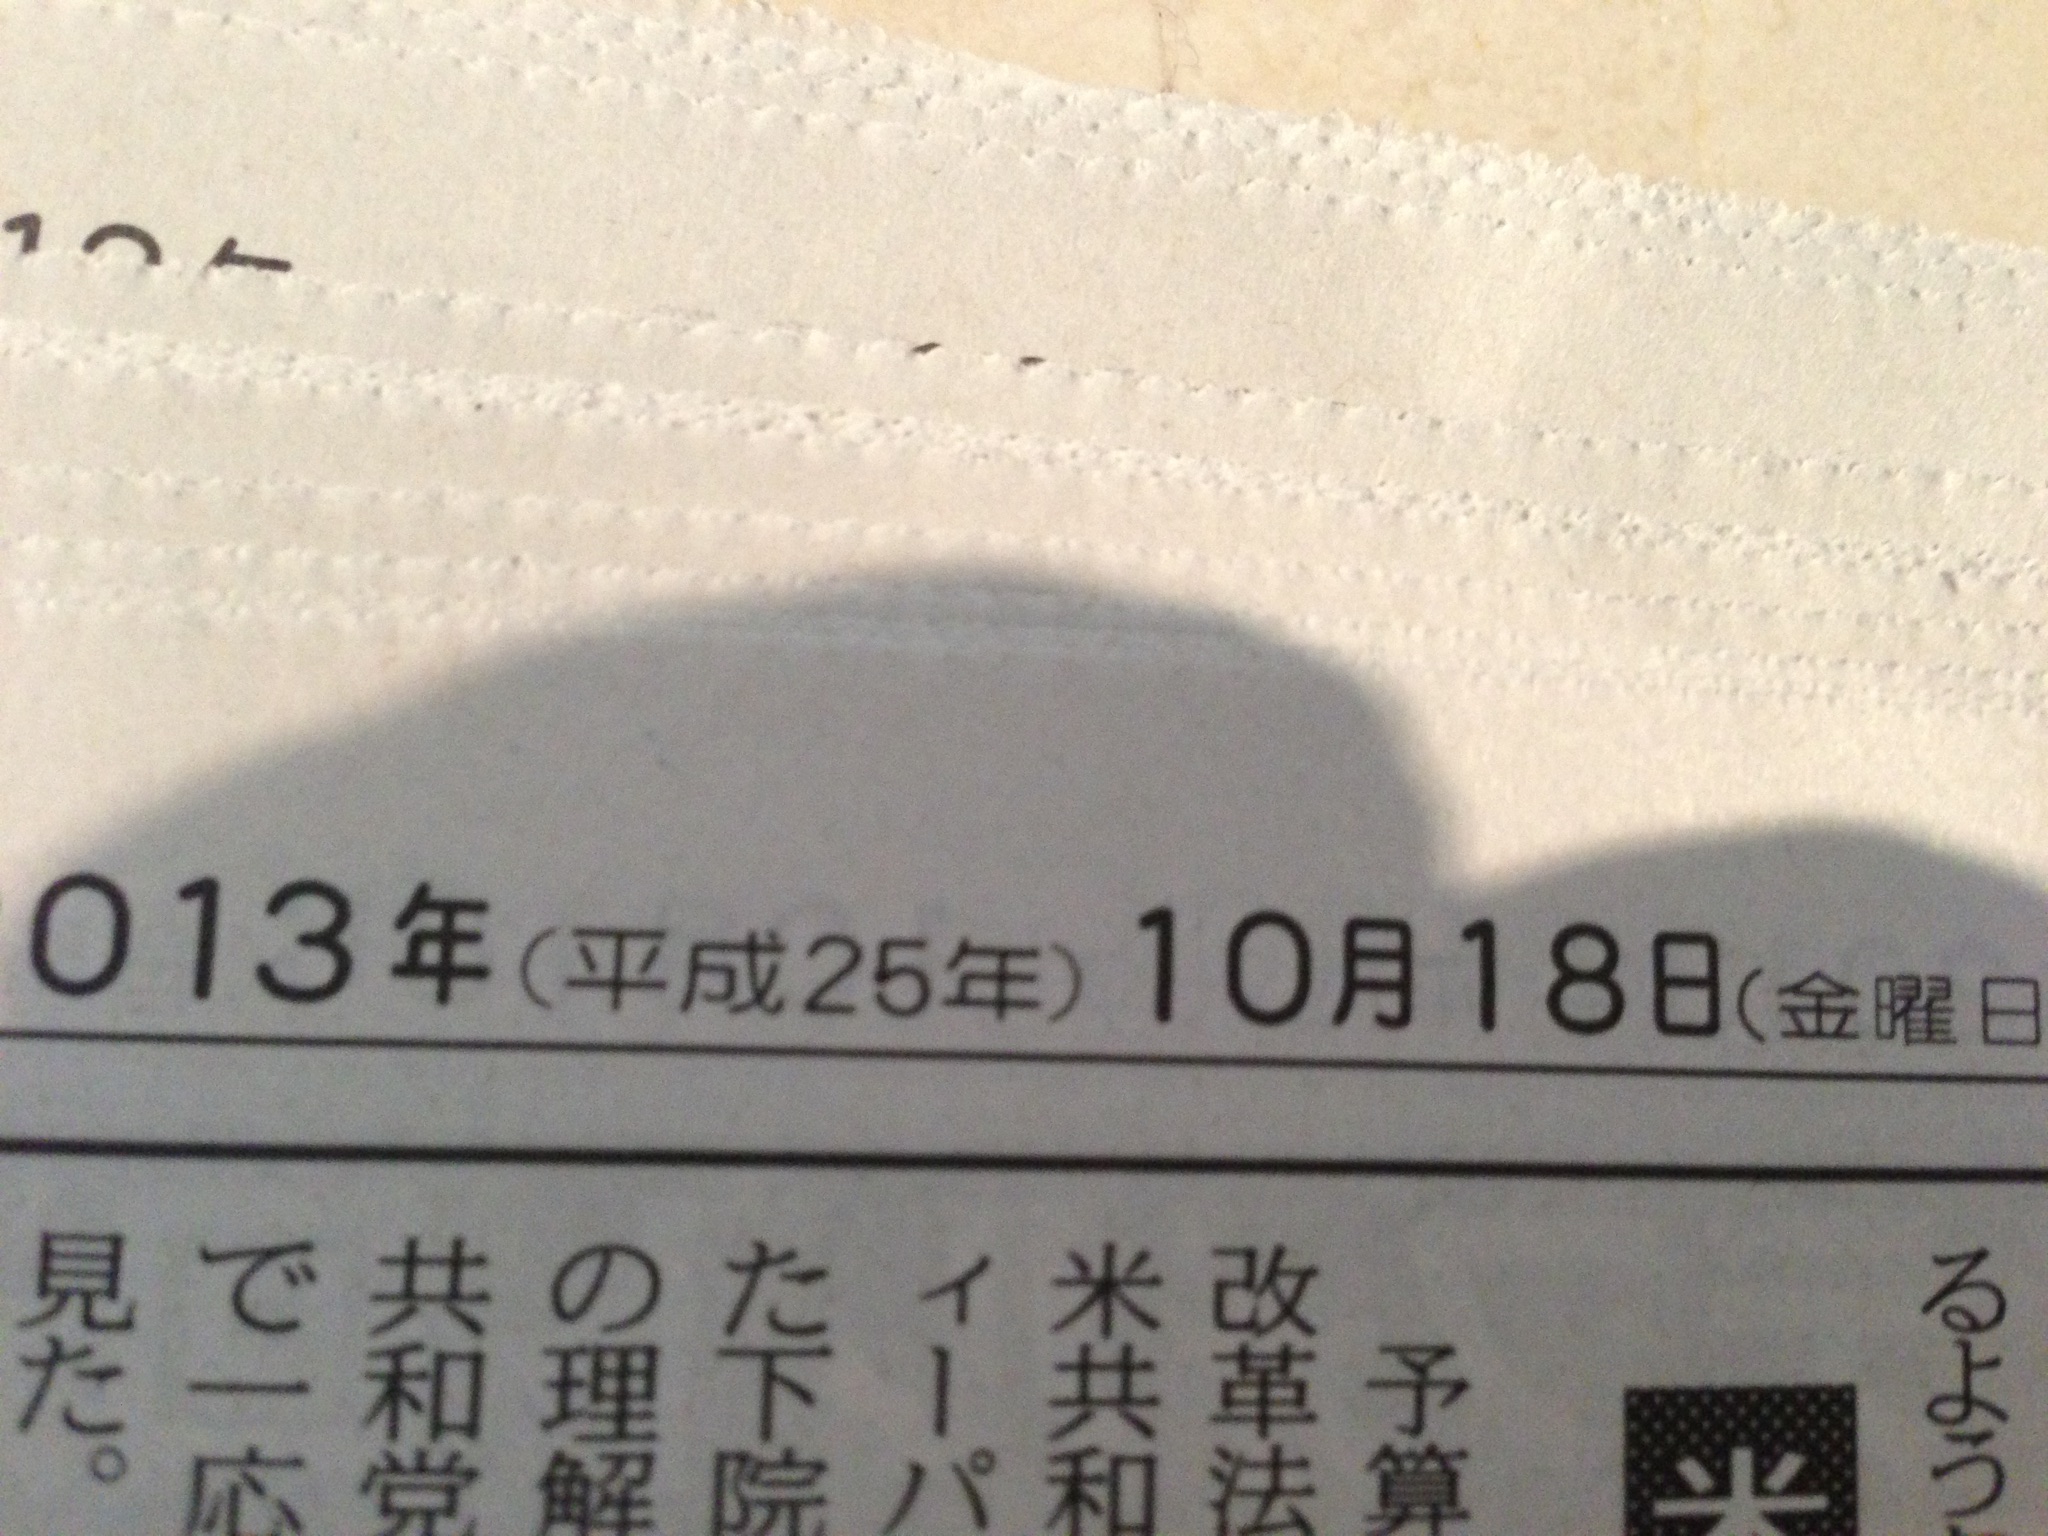 013年(平成25年) 10月18日(金曜日
るよう
米
予算
改革法
米共和
ィーパ
た下院
の理解
共和党
で一応
見た。